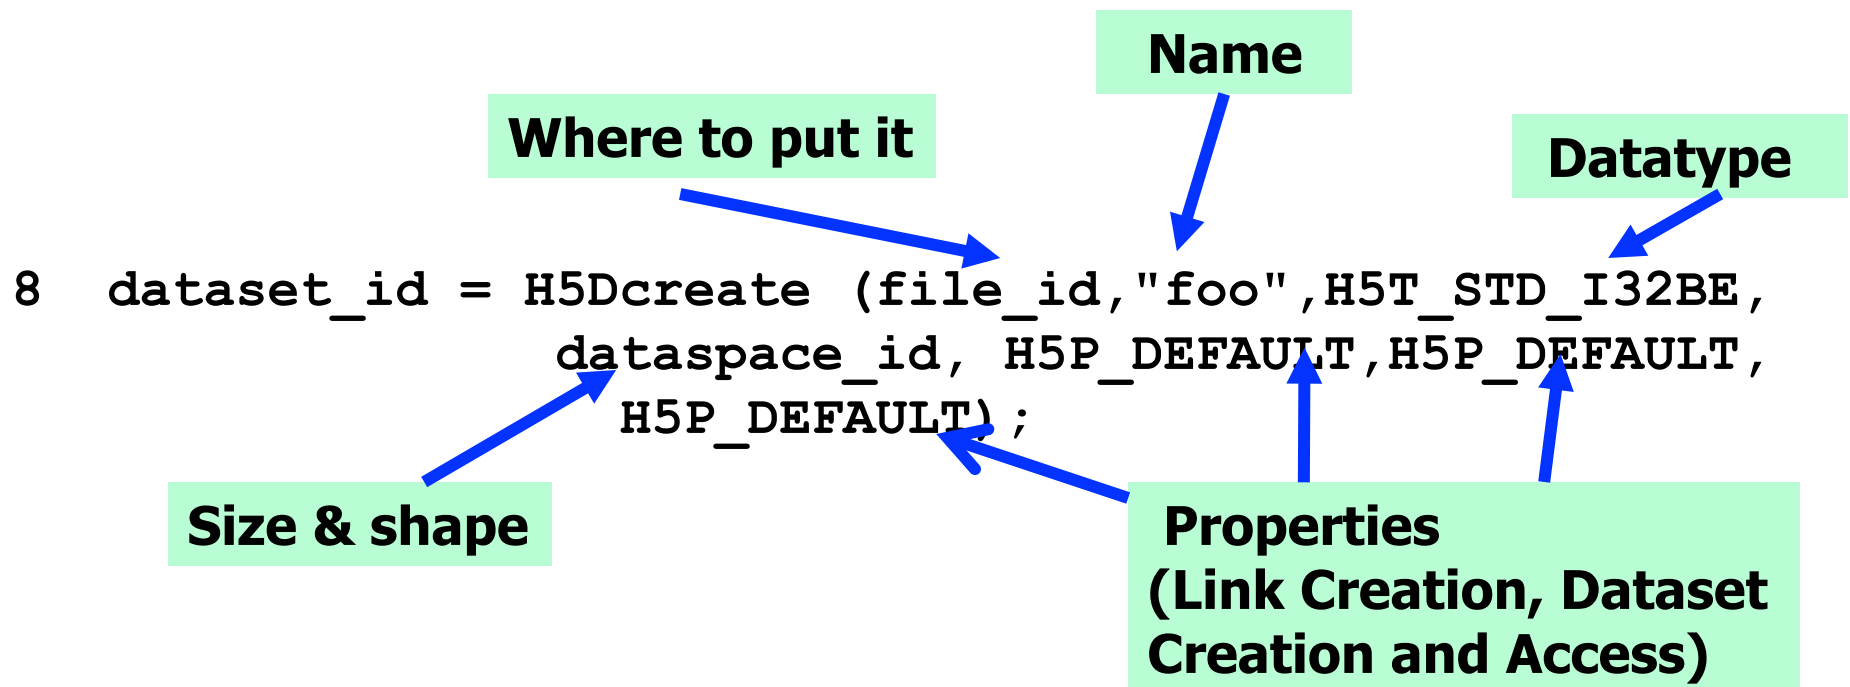 Name
Where to put it
Datatype
8 dataset_id = H5Dcreate (file_id,"foo",H5T_STD_I32BE,
dataspace_id, H5P_DEFAULT,H5P_DEFAULT,
H5P_DEFAULT);
Size & shape
Properties
(Link Creation, Dataset
Creation and Access)